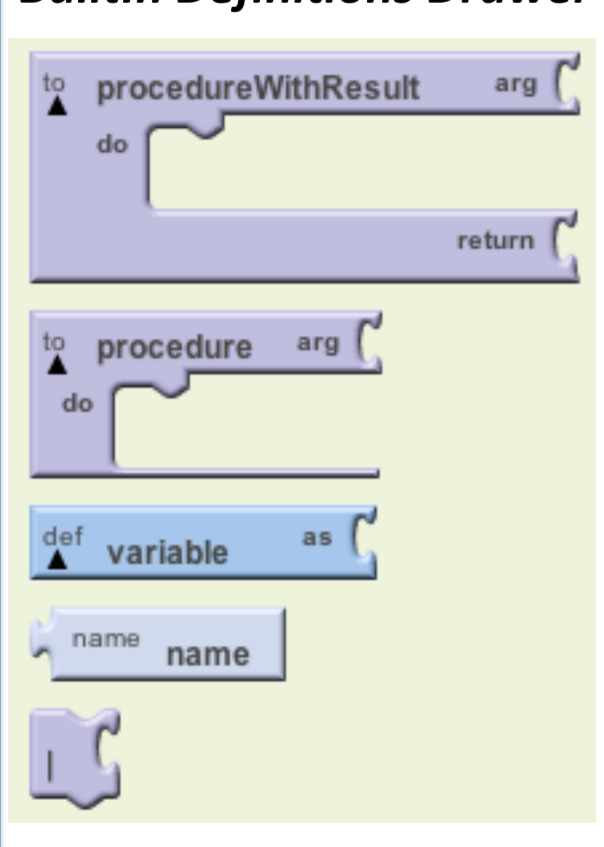 Builtin Definitions Drawer
to procedureWithResult arg
do
return
to procedure arg
do
def variable as
name name